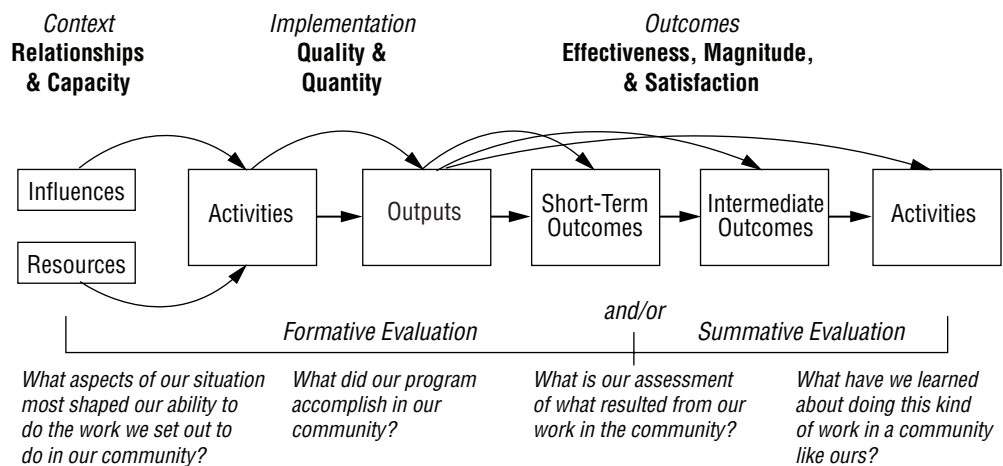 Context
Relationships
& Capacity
Implementation
Quality &
Quantity
Outcomes
Effectiveness, Magnitude,
& Satisfaction
Influences
Resources
Activities
Outputs
Short-Term
Outcomes
Intermediate
Outcomes
Activities
Formative Evaluation
and/or
Summative Evaluation
What aspects of our situation
most shaped our ability to
do the work we set out to
do in our community?
What did our program
accomplish in our
community?
What is our assessment
of what resulted from our
work in the community?
What have we learned
about doing this kind
of work in a community
like ours?